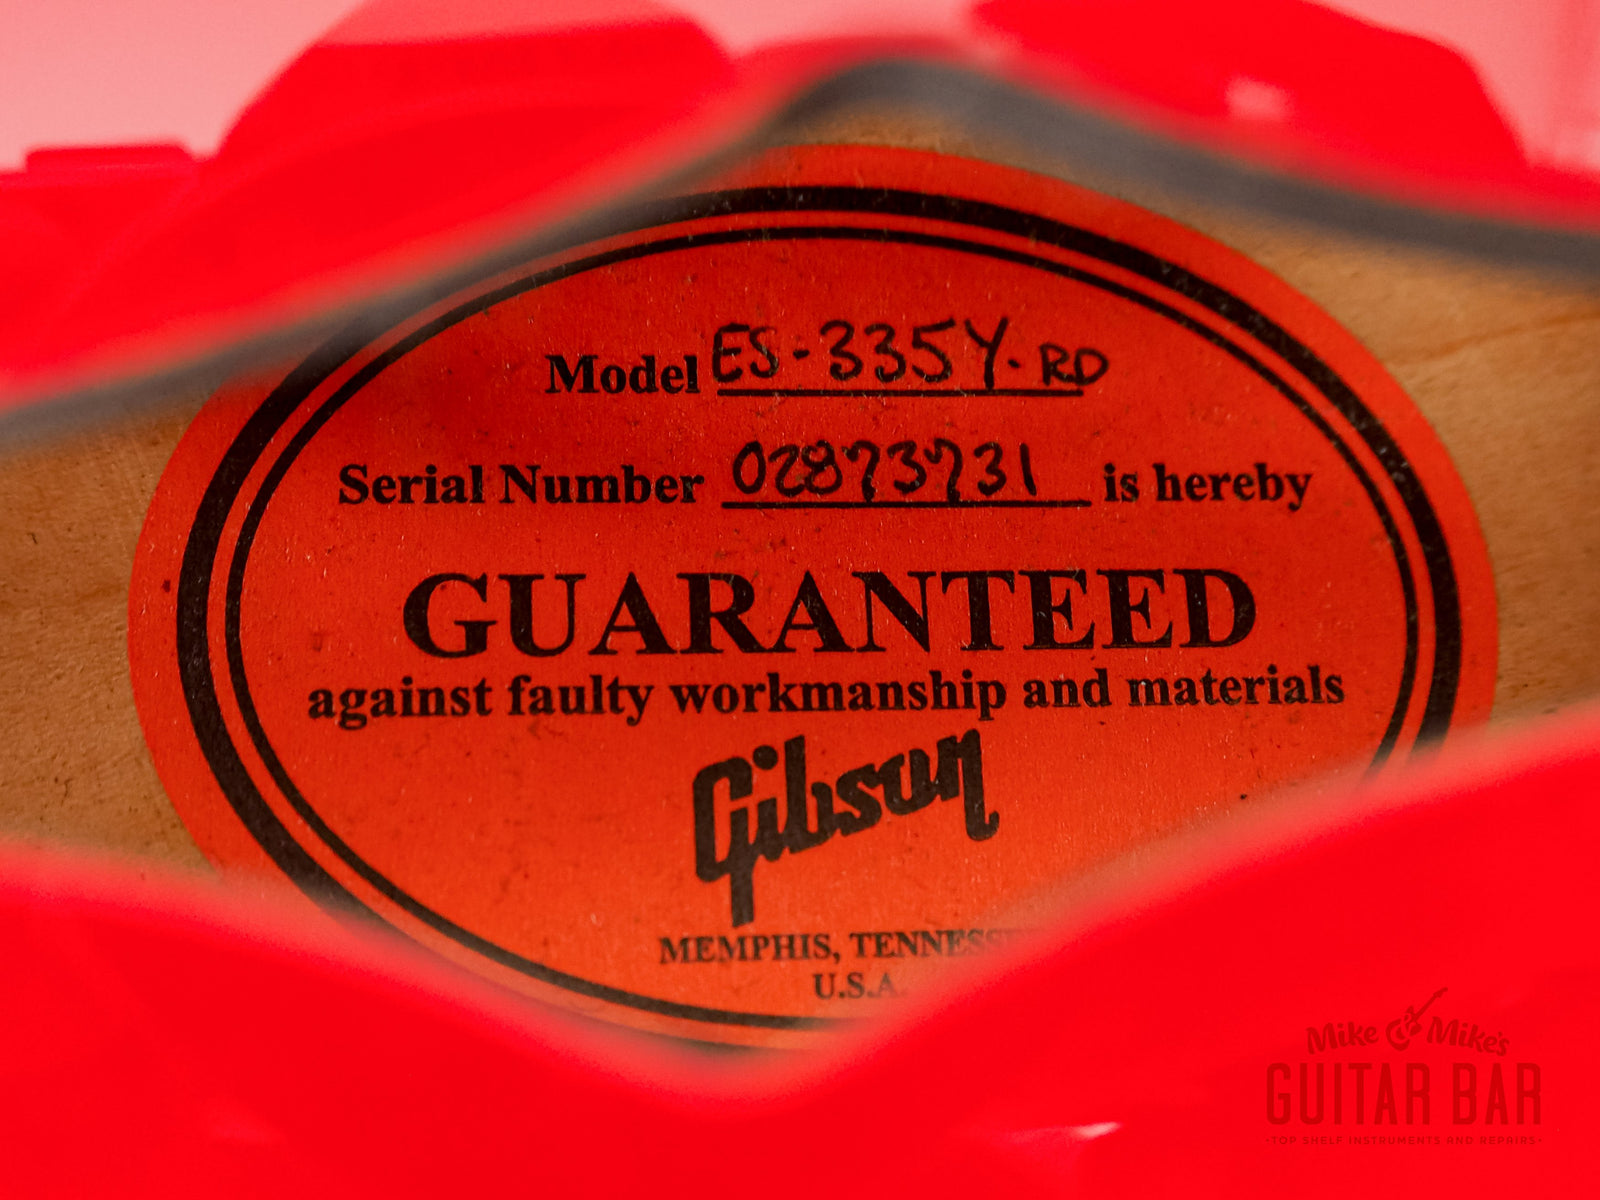 Model ES-335Y-RD
Serial Number 02873731 is hereby
GUARANTEED
against faulty workmanship and materials
Gibson
MEMPHIS, TENNESS
U.S.A.
Mike & Mike's
GUITAR BAR
·TOP SHELF INSTRUMENTS AND REPAIRS·